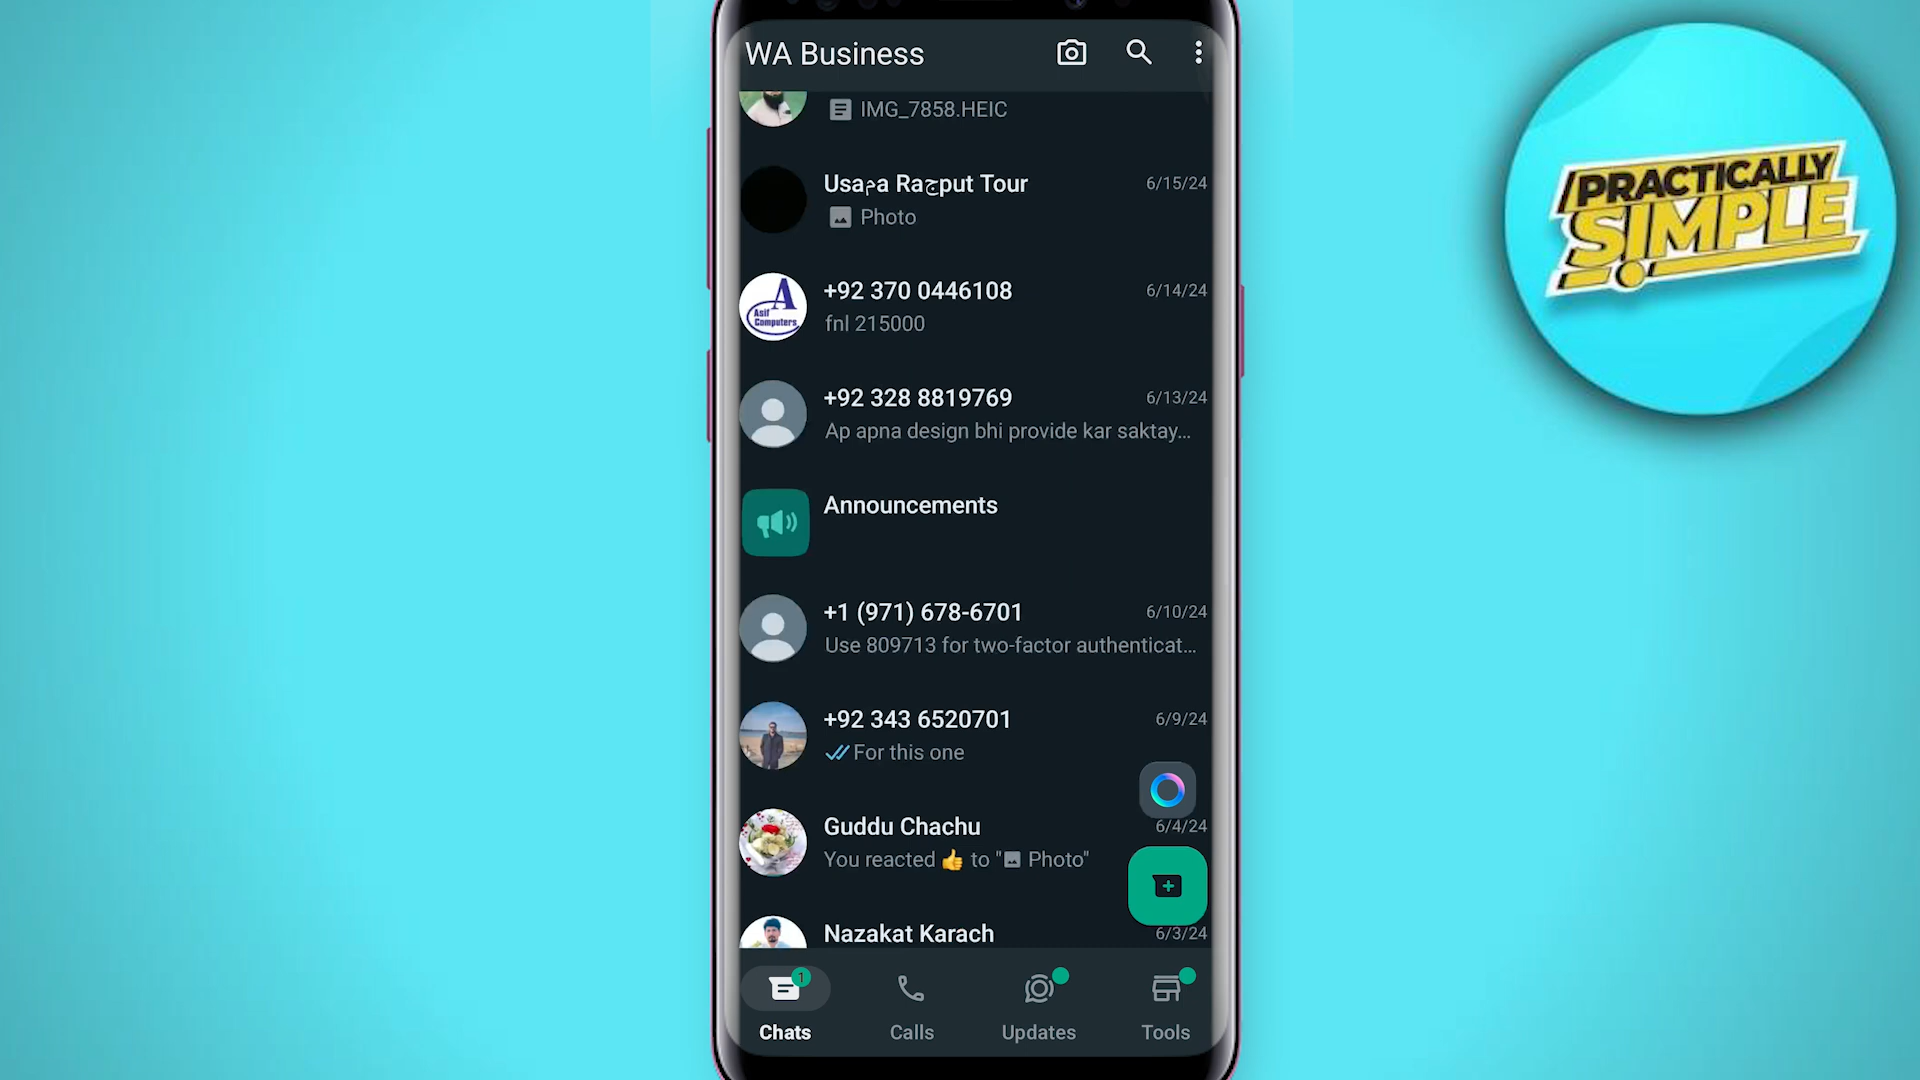 WA Business
IMG_7858.HEIC
Usaہmа Raجput Tour
6/15/24
Photo
+92 370 0446108
6/14/24
fnl 215000
A
Asif
Computers
+92 328 8819769
6/13/24
Ap apna design bhi provide kar saktay...
Announcements
+1 (971) 678-6701
6/10/24
Use 809713 for two-factor authenticat...
+92 343 6520701
6/9/24
For this one
Guddu Chachu
6/4/24
You reacted 👍 to "Photo"
Nazakat Karach
6/3/24
1
Chats
Calls
Updates
Tools
PRACTICALLY
SIMPLE